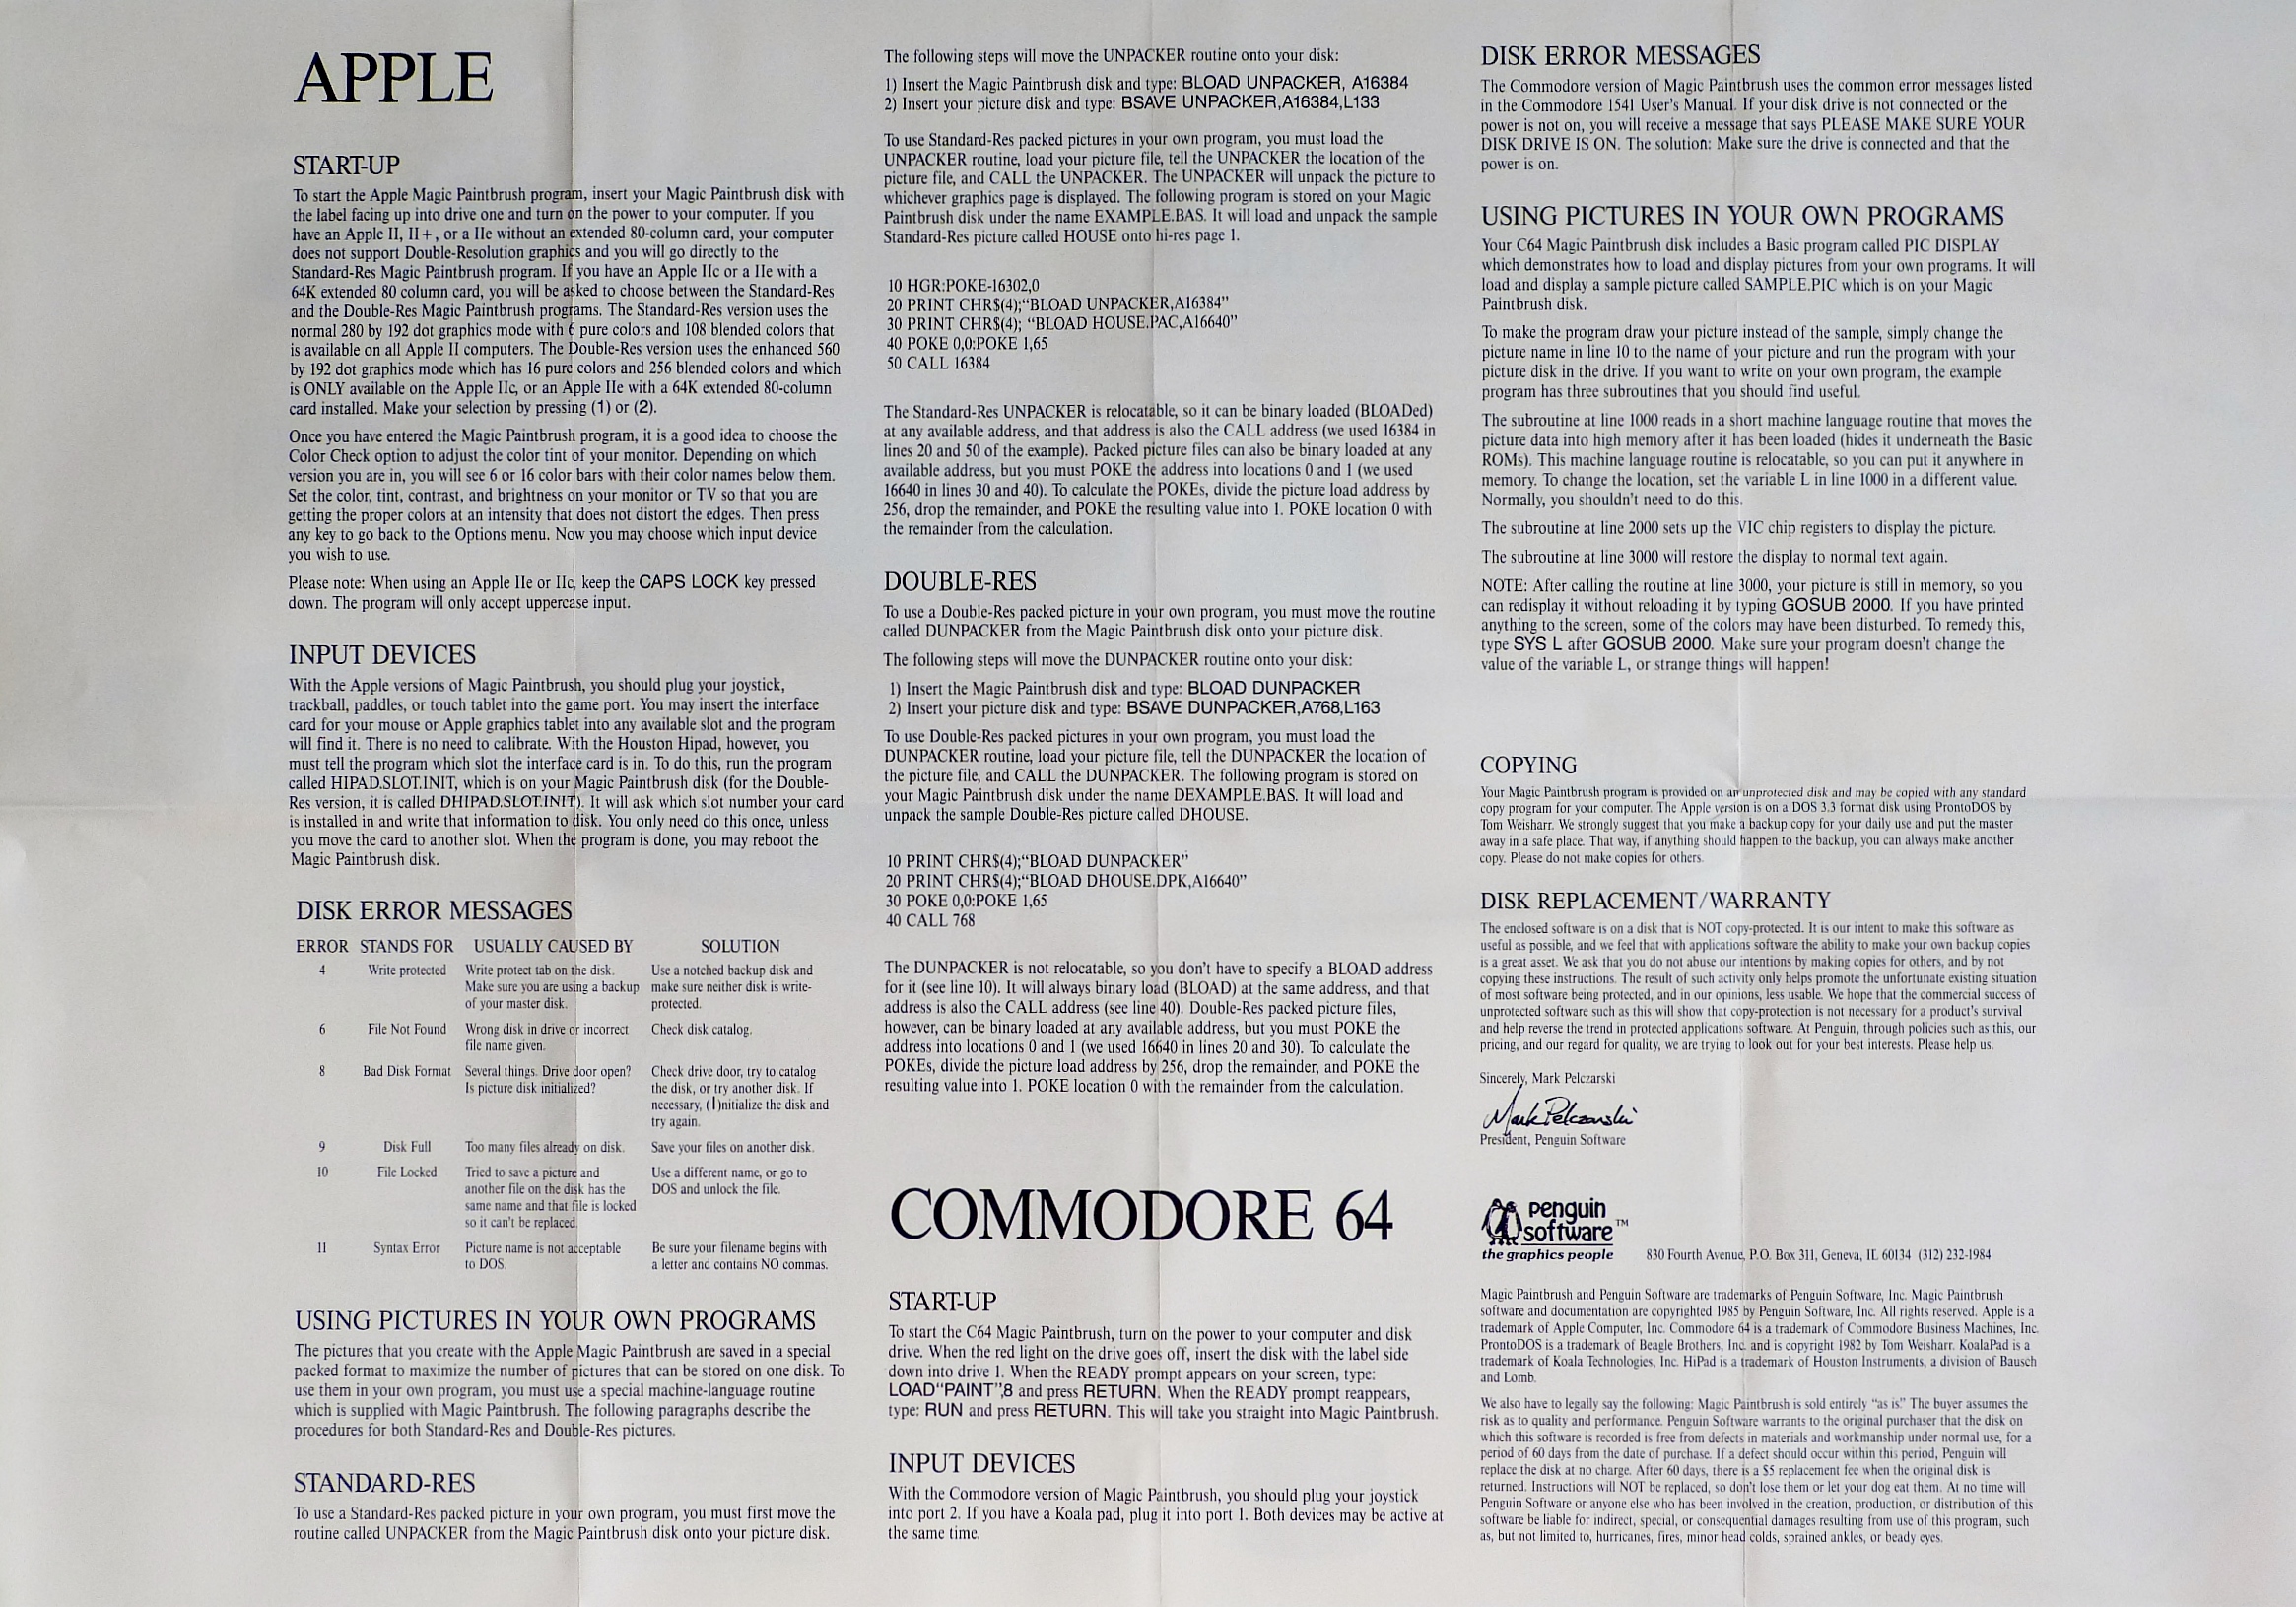 APPLE
START-UP
To start the Apple Magic Paintbrush program, insert your Magic Paintbrush disk with
the label facing up into drive one and turn on the power to your computer. If you
have an Apple II, II+, or a IIe without an extended 80-column card, your computer
does not support Double-Resolution graphics and you will go directly to the
Standard-Res Magic Paintbrush program. If you have an Apple IIc or a IIe with a
64K extended 80 column card, you will be asked to choose between the Standard-Res
and the Double-Res Magic Paintbrush programs. The Standard-Res version uses the
normal 280 by 192 dot graphics mode with 6 pure colors and 108 blended colors that
is available on all Apple II computers. The Double-Res version uses the enhanced 560
by 192 dot graphics mode which has 16 pure colors and 256 blended colors and which
is ONLY available on the Apple IIc, or an Apple IIe with a 64K extended 80-column
card installed. Make your selection by pressing (1) or (2).
Once you have entered the Magic Paintbrush program, it is a good idea to choose the
Color Check option to adjust the color tint of your monitor. Depending on which
version you are in, you will see 6 or 16 color bars with their color names below them.
Set the color, tint, contrast, and brightness on your monitor or TV so that you are
getting the proper colors at an intensity that does not distort the edges. Then press
any key to go back to the Options menu. Now you may choose which input device
you wish to use.
Please note: When using an Apple IIe or IIc, keep the CAPS LOCK key pressed
down. The program will only accept uppercase input.
INPUT DEVICES
With the Apple versions of Magic Paintbrush, you should plug your joystick,
trackball, paddles, or touch tablet into the game port. You may insert the interface
card for your mouse or Apple graphics tablet into any available slot and the program
will find it. There is no need to calibrate. With the Houston Hipad, however, you
must tell the program which slot the interface card is in. To do this, run the program
called HIPAD.SLOT.INIT, which is on your Magic Paintbrush disk (for the Double-
Res version, it is called DHIPAD.SLOT.INIT). It will ask which slot number your card
is installed in and write that information to disk. You only need do this once, unless
you move the card to another slot. When the program is done, you may reboot the
Magic Paintbrush disk.
DISK ERROR MESSAGES
ERROR STANDS FOR USUALLY CAUSED BY SOLUTION
4 Write protected Write protect tab on the disk. Use a notched backup disk and
Make sure you are using a backup make sure neither disk is write-
of your master disk. protected.
6 File Not Found Wrong disk in drive or incorrect Check disk catalog.
file name given.
8 Bad Disk Format Several things. Drive door open? Check drive door, try to catalog
Is picture disk initialized? the disk, or try another disk. If
necessary, (I)nitialize the disk and
try again.
9 Disk Full Too many files already on disk. Save your files on another disk.
10 File Locked Tried to save a picture and Use a different name, or go to
another file on the disk has the DOS and unlock the file.
same name and that file is locked
so it can't be replaced.
11 Syntax Error Picture name is not acceptable Be sure your filename begins with
to DOS. a letter and contains NO commas.
USING PICTURES IN YOUR OWN PROGRAMS
The pictures that you create with the Apple Magic Paintbrush are saved in a special
packed format to maximize the number of pictures that can be stored on one disk. To
use them in your own program, you must use a special machine-language routine
which is supplied with Magic Paintbrush. The following paragraphs describe the
procedures for both Standard-Res and Double-Res pictures.
STANDARD-RES
To use a Standard-Res packed picture in your own program, you must first move the
routine called UNPACKER from the Magic Paintbrush disk onto your picture disk.
The following steps will move the UNPACKER routine onto your disk:
1) Insert the Magic Paintbrush disk and type: BLOAD UNPACKER, A16384
2) Insert your picture disk and type: BSAVE UNPACKER,A16384,L133
To use Standard-Res packed pictures in your own program, you must load the
UNPACKER routine, load your picture file, tell the UNPACKER the location of the
picture file, and CALL the UNPACKER. The UNPACKER will unpack the picture to
whichever graphics page is displayed. The following program is stored on your Magic
Paintbrush disk under the name EXAMPLE.BAS. It will load and unpack the sample
Standard-Res picture called HOUSE onto hi-res page 1.
10 HGR:POKE-16302,0
20 PRINT CHR$(4);“BLOAD UNPACKER,A16384”
30 PRINT CHR$(4); “BLOAD HOUSE.PAC,A16640”
40 POKE 0,0:POKE 1,65
50 CALL 16384
The Standard-Res UNPACKER is relocatable, so it can be binary loaded (BLOADed)
at any available address, and that address is also the CALL address (we used 16384 in
lines 20 and 50 of the example). Packed picture files can also be binary loaded at any
available address, but you must POKE the address into locations 0 and 1 (we used
16640 in lines 30 and 40). To calculate the POKEs, divide the picture load address by
256, drop the remainder, and POKE the resulting value into 1. POKE location 0 with
the remainder from the calculation.
DOUBLE-RES
To use a Double-Res packed picture in your own program, you must move the routine
called DUNPACKER from the Magic Paintbrush disk onto your picture disk.
The following steps will move the DUNPACKER routine onto your disk:
1) Insert the Magic Paintbrush disk and type: BLOAD DUNPACKER
2) Insert your picture disk and type: BSAVE DUNPACKER,A768,L163
To use Double-Res packed pictures in your own program, you must load the
DUNPACKER routine, load your picture file, tell the DUNPACKER the location of
the picture file, and CALL the DUNPACKER. The following program is stored on
your Magic Paintbrush disk under the name DEXAMPLE.BAS. It will load and
unpack the sample Double-Res picture called DHOUSE.
10 PRINT CHR$(4);“BLOAD DUNPACKER”
20 PRINT CHR$(4);“BLOAD DHOUSE.DPK,A16640”
30 POKE 0,0:POKE 1,65
40 CALL 768
The DUNPACKER is not relocatable, so you don't have to specify a BLOAD address
for it (see line 10). It will always binary load (BLOAD) at the same address, and that
address is also the CALL address (see line 40). Double-Res packed picture files,
however, can be binary loaded at any available address, but you must POKE the
address into locations 0 and 1 (we used 16640 in lines 20 and 30). To calculate the
POKEs, divide the picture load address by 256, drop the remainder, and POKE the
resulting value into 1. POKE location 0 with the remainder from the calculation.
COMMODORE 64
START-UP
To start the C64 Magic Paintbrush, turn on the power to your computer and disk
drive. When the red light on the drive goes off, insert the disk with the label side
down into drive 1. When the READY prompt appears on your screen, type:
LOAD“PAINT”,8 and press RETURN. When the READY prompt reappears,
type: RUN and press RETURN. This will take you straight into Magic Paintbrush.
INPUT DEVICES
With the Commodore version of Magic Paintbrush, you should plug your joystick
into port 2. If you have a Koala pad, plug it into port 1. Both devices may be active at
the same time.
DISK ERROR MESSAGES
The Commodore version of Magic Paintbrush uses the common error messages listed
in the Commodore 1541 User's Manual. If your disk drive is not connected or the
power is not on, you will receive a message that says PLEASE MAKE SURE YOUR
DISK DRIVE IS ON. The solution: Make sure the drive is connected and that the
power is on.
USING PICTURES IN YOUR OWN PROGRAMS
Your C64 Magic Paintbrush disk includes a Basic program called PIC DISPLAY
which demonstrates how to load and display pictures from your own programs. It will
load and display a sample picture called SAMPLE.PIC which is on your Magic
Paintbrush disk.
To make the program draw your picture instead of the sample, simply change the
picture name in line 10 to the name of your picture and run the program with your
picture disk in the drive. If you want to write on your own program, the example
program has three subroutines that you should find useful.
The subroutine at line 1000 reads in a short machine language routine that moves the
picture data into high memory after it has been loaded (hides it underneath the Basic
ROMs). This machine language routine is relocatable, so you can put it anywhere in
memory. To change the location, set the variable L in line 1000 in a different value.
Normally, you shouldn't need to do this.
The subroutine at line 2000 sets up the VIC chip registers to display the picture.
The subroutine at line 3000 will restore the display to normal text again.
NOTE: After calling the routine at line 3000, your picture is still in memory, so you
can redisplay it without reloading it by typing GOSUB 2000. If you have printed
anything to the screen, some of the colors may have been disturbed. To remedy this,
type SYS L after GOSUB 2000. Make sure your program doesn't change the
value of the variable L, or strange things will happen!
COPYING
Your Magic Paintbrush program is provided on an unprotected disk and may be copied with any standard
copy program for your computer. The Apple version is on a DOS 3.3 format disk using ProntoDOS by
Tom Weisharr. We strongly suggest that you make a backup copy for your daily use and put the master
away in a safe place. That way, if anything should happen to the backup, you can always make another
copy. Please do not make copies for others.
DISK REPLACEMENT/WARRANTY
The enclosed software is on a disk that is NOT copy-protected. It is our intent to make this software as
useful as possible, and we feel that with applications software the ability to make your own backup copies
is a great asset. We ask that you do not abuse our intentions by making copies for others, and by not
copying these instructions. The result of such activity only helps promote the unfortunate existing situation
of most software being protected, and in our opinions, less usable. We hope that the commercial success of
unprotected software such as this will show that copy-protection is not necessary for a product's survival
and help reverse the trend in protected applications software. At Penguin, through policies such as this, our
pricing, and our regard for quality, we are trying to look out for your best interests. Please help us.
Sincerely, Mark Pelczarski
Mark Pelczarski
President, Penguin Software
penguin
software™
the graphics people 830 Fourth Avenue, P.O. Box 311, Geneva, IL 60134 (312) 232-1984
Magic Paintbrush and Penguin Software are trademarks of Penguin Software, Inc. Magic Paintbrush
software and documentation are copyrighted 1985 by Penguin Software, Inc. All rights reserved. Apple is a
trademark of Apple Computer, Inc. Commodore 64 is a trademark of Commodore Business Machines, Inc.
ProntoDOS is a trademark of Beagle Brothers, Inc. and is copyright 1982 by Tom Weisharr. KoalaPad is a
trademark of Koala Technologies, Inc. HiPad is a trademark of Houston Instruments, a division of Bausch
and Lomb.
We also have to legally say the following: Magic Paintbrush is sold entirely “as is.” The buyer assumes the
risk as to quality and performance. Penguin Software warrants to the original purchaser that the disk on
which this software is recorded is free from defects in materials and workmanship under normal use, for a
period of 60 days from the date of purchase. If a defect should occur within this period, Penguin will
replace the disk at no charge. After 60 days, there is a $5 replacement fee when the original disk is
returned. Instructions will NOT be replaced, so don't lose them or let your dog eat them. At no time will
Penguin Software or anyone else who has been involved in the creation, production, or distribution of this
software be liable for indirect, special, or consequential damages resulting from use of this program, such
as, but not limited to, hurricanes, fires, minor head colds, sprained ankles, or beady eyes.